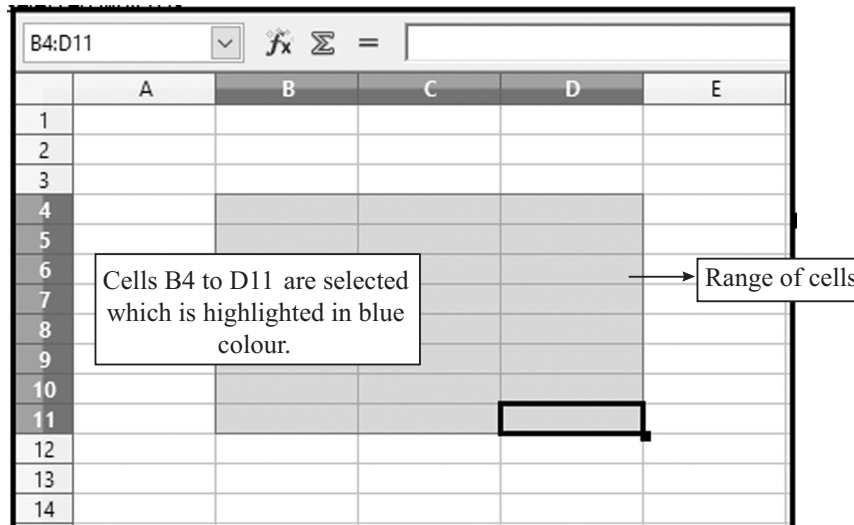 B4:D11 fx Σ =
A B C D E
1
2
3
4
5
6
7
8
9
10
11
12
13
14
Cells B4 to D11 are selected
which is highlighted in blue
colour.
Range of cells